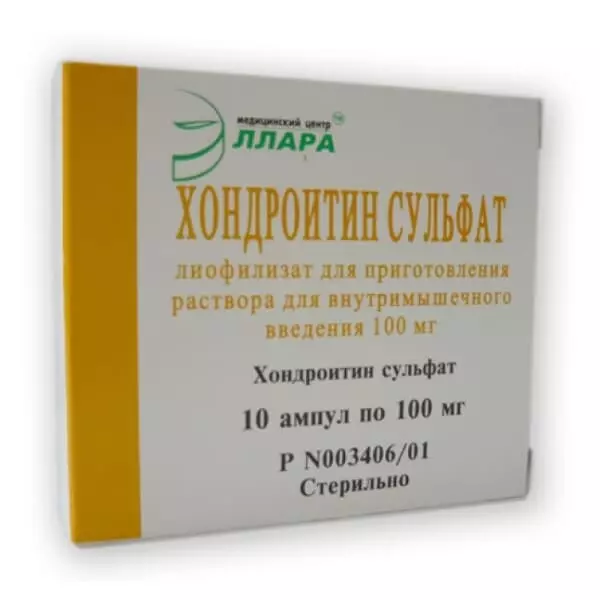 медицинский центр TM
ЭЛЛАРА
ХОНДРОИТИН СУЛЬФАТ
лиофилизат для приготовления
раствора для внутримышечного
введения 100 мг
Хондроитин сульфат
10 ампул по 100 мг
Р N003406/01
Стерильно